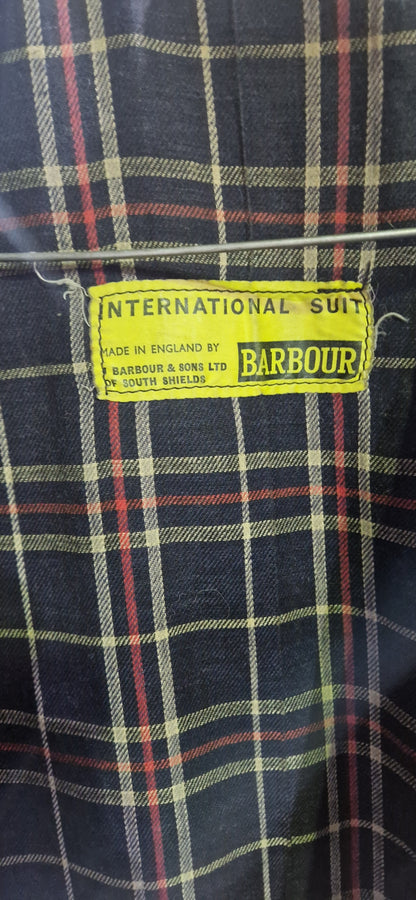 INTERNATIONAL SUIT
MADE IN ENGLAND BY
BARBOUR & SONS LTD
OF SOUTH SHIELDS
BARBOUR